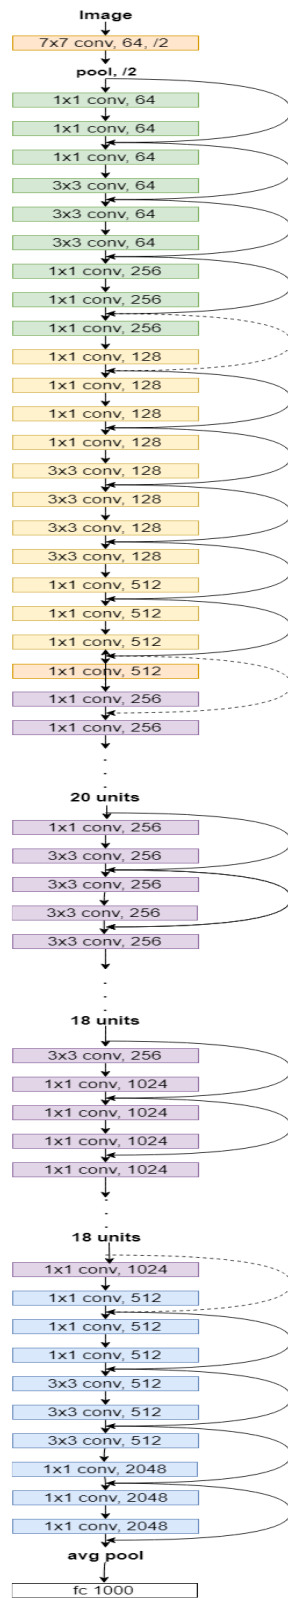 Image
7x7 conv, 64, /2
pool, /2
1x1 conv, 64
1x1 conv, 64
1x1 conv, 64
3x3 conv, 64
3x3 conv, 64
3x3 conv, 64
1x1 conv, 256
1x1 conv, 256
1x1 conv, 256
1x1 conv, 128
1x1 conv, 128
1x1 conv, 128
1x1 conv, 128
3x3 conv, 128
3x3 conv, 128
3x3 conv, 128
3x3 conv, 128
1x1 conv, 512
1x1 conv, 512
1x1 conv, 512
1x1 conv, 512
1x1 conv, 256
1x1 conv, 256
20 units
1x1 conv, 256
3x3 conv, 256
3x3 conv, 256
3x3 conv, 256
3x3 conv, 256
18 units
3x3 conv, 256
1x1 conv, 1024
1x1 conv, 1024
1x1 conv, 1024
1x1 conv, 1024
18 units
1x1 conv, 1024
1x1 conv, 512
1x1 conv, 512
1x1 conv, 512
3x3 conv, 512
3x3 conv, 512
3x3 conv, 512
1x1 conv, 2048
1x1 conv, 2048
1x1 conv, 2048
avg pool
fc 1000